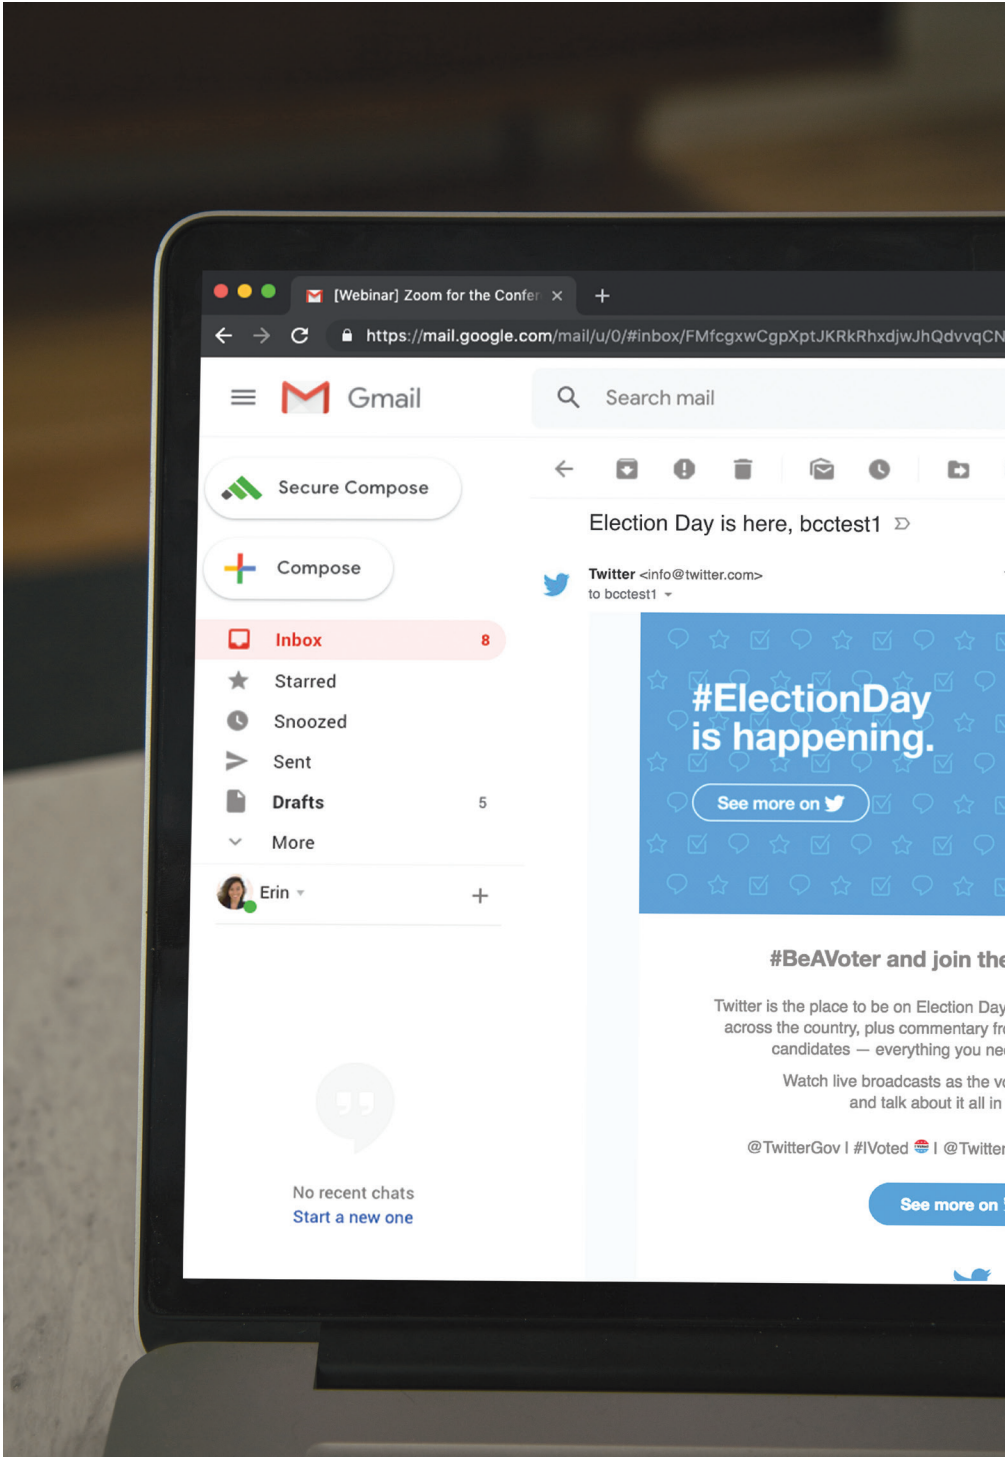 [Webinar] Zoom for the Confer
https://mail.google.com/mail/u/0/#inbox/FMfcgxwCgpXptJKRkRhxdjwJhQdvvqCN
Gmail
Search mail
Secure Compose
Compose
Inbox 8
Starred
Snoozed
Sent
Drafts 5
More
Erin
No recent chats
Start a new one
Election Day is here, bcctest1
Twitter <info@twitter.com>
to bcctest1
#ElectionDay
is happening.
See more on
#BeAVoter and join the
Twitter is the place to be on Election Day
across the country, plus commentary fr
candidates — everything you nee
Watch live broadcasts as the v
and talk about it all in
@TwitterGov I #IVoted I @Twitter
See more on